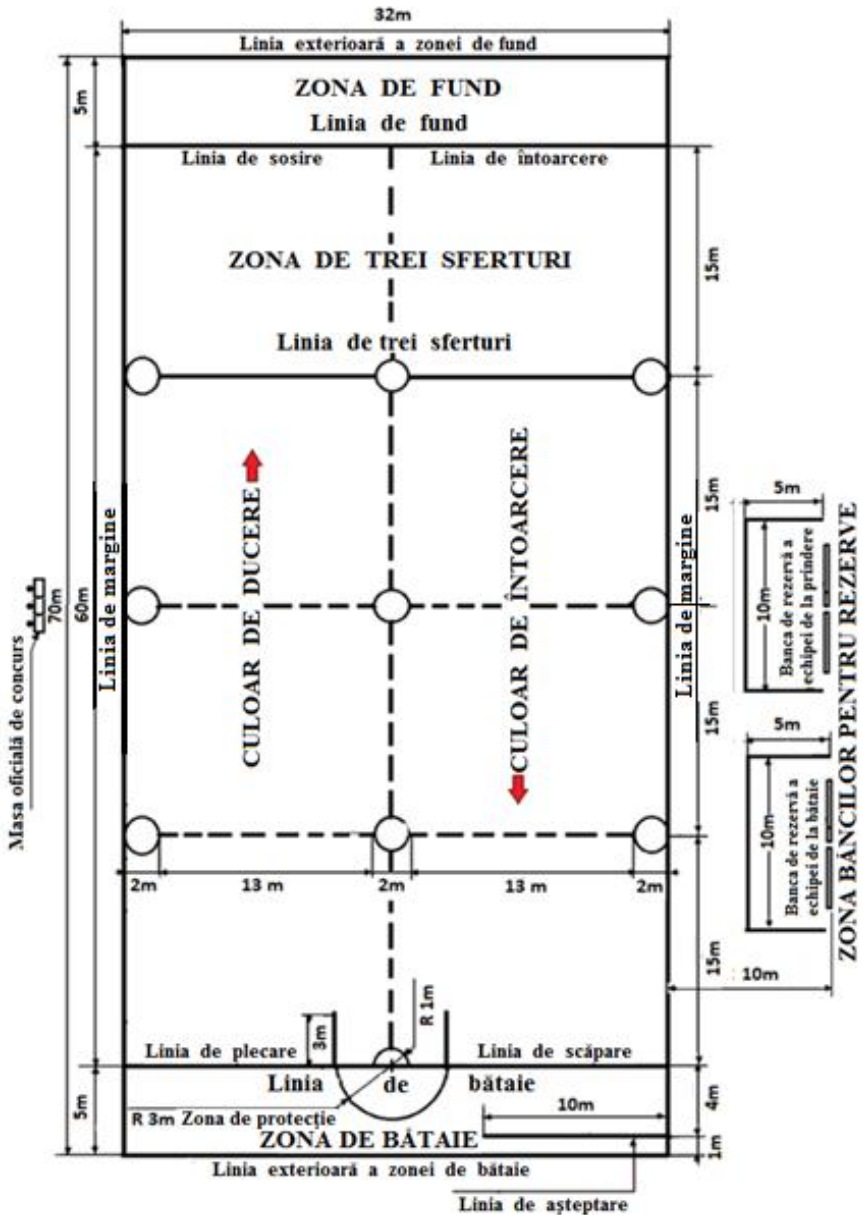 32m
Linia exterioară a zonei de fund
ZONA DE FUND
Linia de fund
5m
Linia de sosire
Linia de întoarcere
ZONA DE TREI SFERTURI
15m
Linia de trei sferturi
CULOAR DE DUCERE
CULOAR DE ÎNTOARCERE
15m
Linia de margine
Linia de margine
70m
60m
Masa oficială de concurs
5m
10m
Banca de rezervă a
echipei de la prindere
15m
5m
10m
Banca de rezervă a
echipei de la bătaie
ZONA BĂNCILOR PENTRU REZERVE
2m
13 m
2m
13 m
2m
15m
10m
3m
R 1m
Linia de plecare
Linia de scăpare
Linia de bătaie
5m
R 3m Zona de protecție
10m
4m
ZONA DE BĂTAIE
1m
Linia exterioară a zonei de bătaie
Linia de așteptare